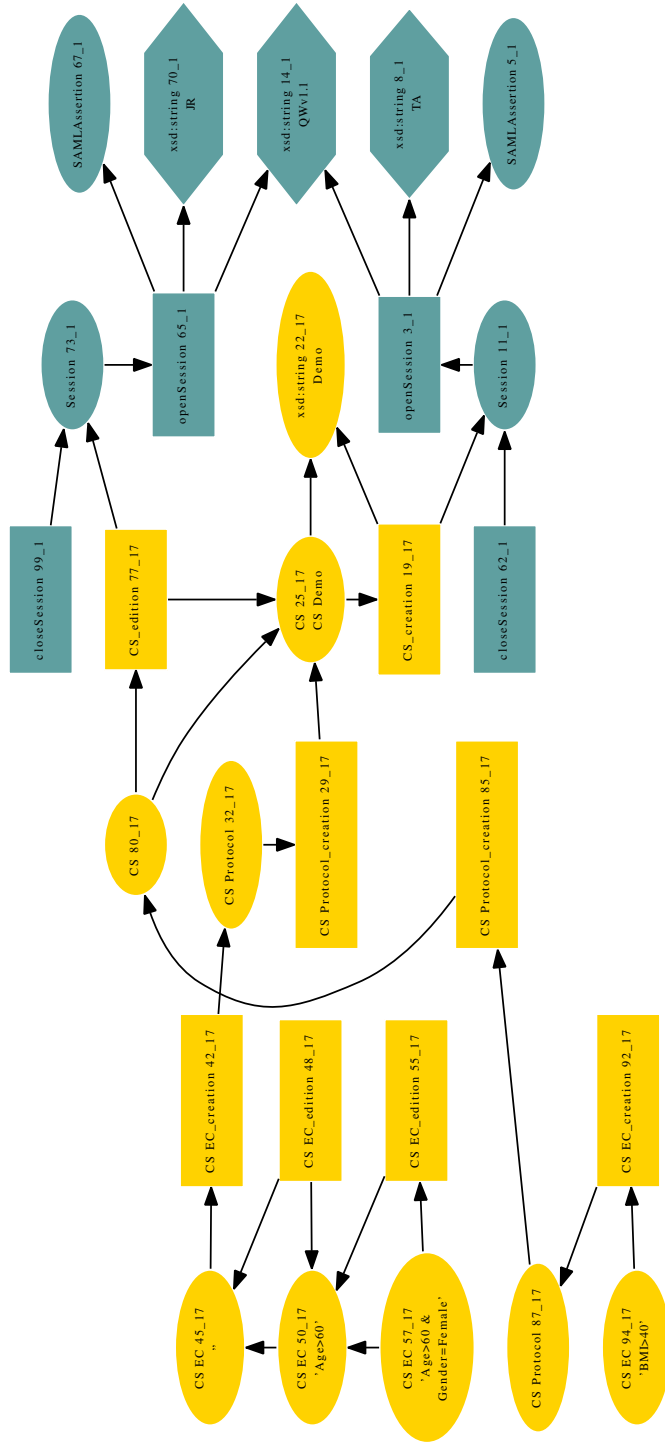 SAMLAssertion 67_1
xsd:string 70_1
JR
xsd:string 14_1
QWv1.1
xsd:string 8_1
TA
SAMLAssertion 5_1
Session 73_1
openSession 65_1
xsd:string 22_17
Demo
openSession 3_1
Session 11_1
closeSession 99_1
CS_edition 77_17
CS 25_17
CS Demo
CS_creation 19_17
closeSession 62_1
CS 80_17
CS Protocol 32_17
CS Protocol_creation 29_17
CS Protocol_creation 85_17
CS EC_creation 42_17
CS EC_edition 48_17
CS EC_edition 55_17
CS EC_creation 92_17
CS EC 45_17
,,
CS EC 50_17
'Age>60'
CS EC 57_17
'Age>60 &
Gender=Female'
CS Protocol 87_17
CS EC 94_17
'BMI>40'